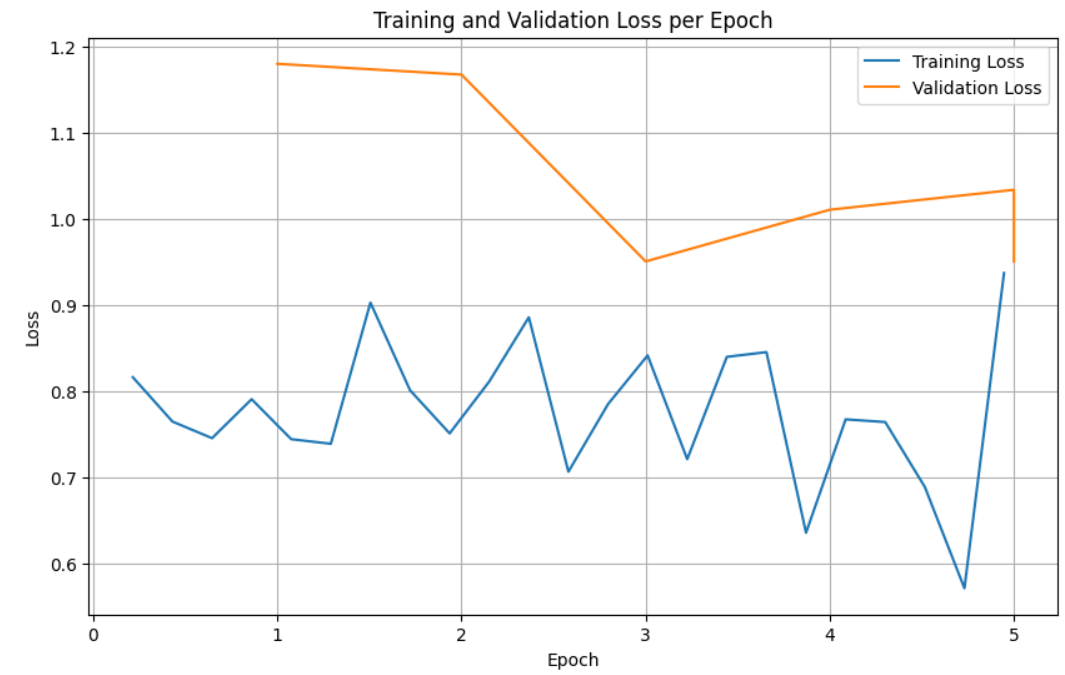 Training and Validation Loss per Epoch
Training Loss
Validation Loss
1.2
1.1
1.0
0.9
0.8
0.7
0.6
Loss
0
1
2
3
4
5
Epoch